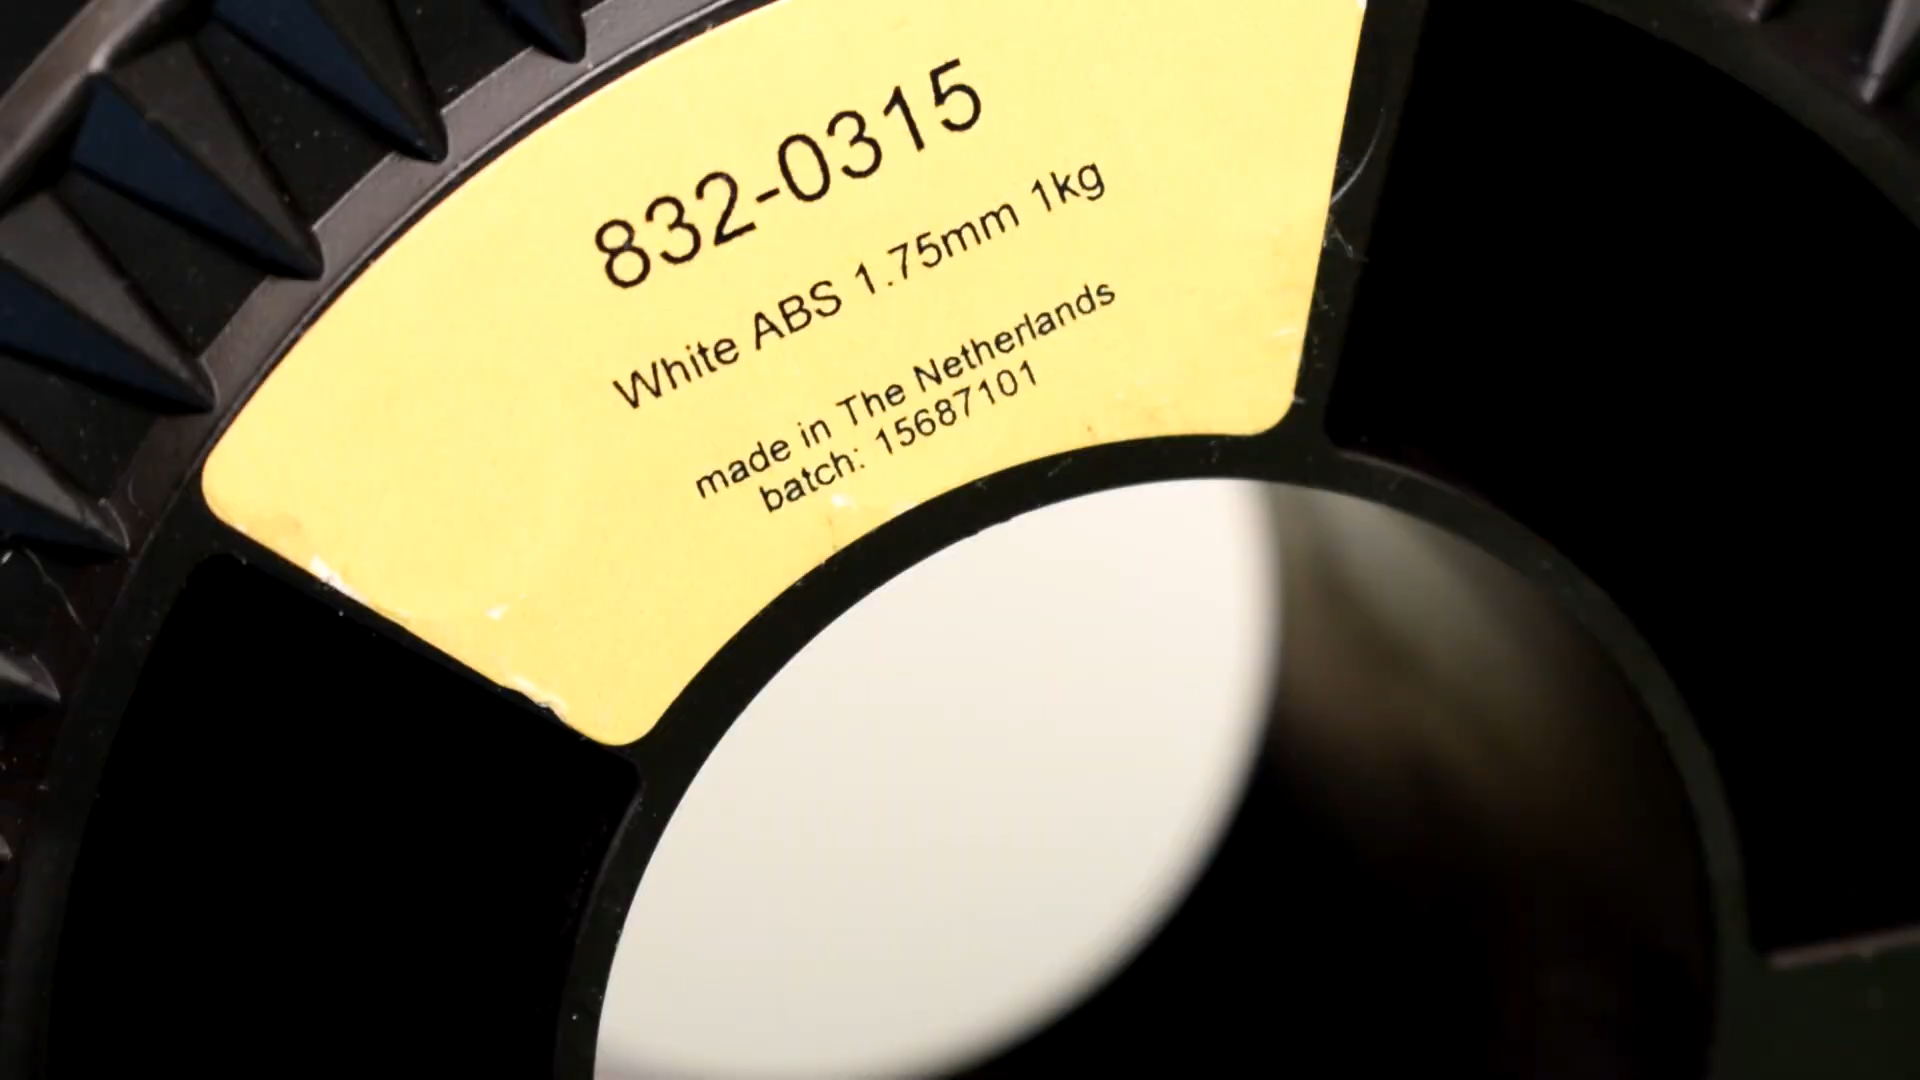 832-0315
White ABS 1.75mm 1kg
made in The Netherlands
batch: 15687101